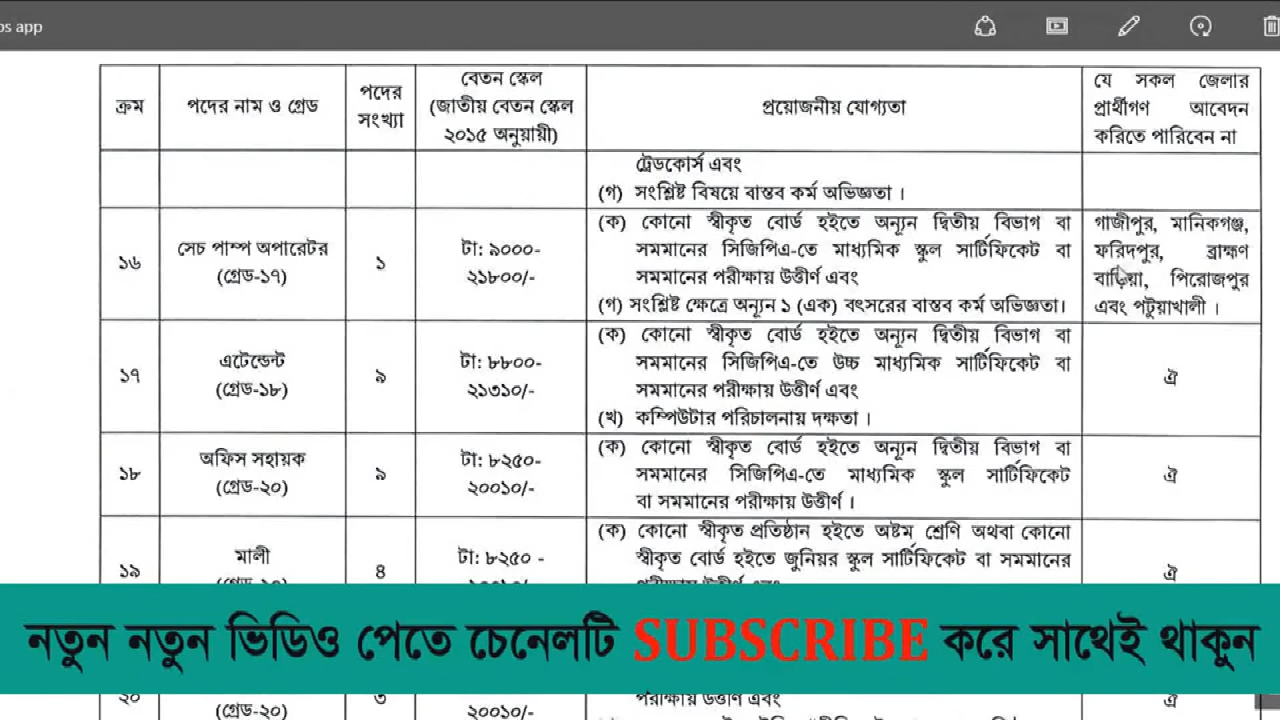 os app
ক্রম
পদের নাম ও গ্রেড
পদের
সংখ্যা
বেতন স্কেল
(জাতীয় বেতন স্কেল
২০১৫ অনুয়ায়ী)
প্রয়োজনীয় যোগ্যতা
যে সকল জেলার
প্রার্থীগণ আবেদন
করিতে পারিবেন না
ট্রেডকোর্স এবং
(গ) সংশ্লিষ্ট বিষয়ে বাস্তব কর্ম অভিজ্ঞতা ।
১৬
সেচ পাম্প অপারেটর
(গ্রেড-১৭)
১
টা: ৯০০০-
২১৮০০/-
(ক) কোনো স্বীকৃত বোর্ড হইতে অন্যূন দ্বিতীয় বিভাগ বা
সমমানের সিজিপিএ-তে মাধ্যমিক স্কুল সার্টিফিকেট বা
সমমানের পরীক্ষায় উত্তীর্ণ এবং
(গ) সংশ্লিষ্ট ক্ষেত্রে অন্যূন ১ (এক) বৎসরের বাস্তব কর্ম অভিজ্ঞতা।
গাজীপুর, মানিকগঞ্জ,
ফরিদপুর, ব্রাহ্মণ
বাড়িয়া, পিরোজপুর
এবং পটুয়াখালী ।
১৭
এটেন্ডেন্ট
(গ্রেড-১৮)
৯
টা: ৮৮০০-
২১৩১০/-
(ক) কোনো স্বীকৃত বোর্ড হইতে অন্যূন দ্বিতীয় বিভাগ বা
সমমানের সিজিপিএ-তে উচ্চ মাধ্যমিক সার্টিফিকেট বা
সমমানের পরীক্ষায় উত্তীর্ণ এবং
(খ) কম্পিউটার পরিচালনায় দক্ষতা ।
ঐ
১৮
অফিস সহায়ক
(গ্রেড-২০)
৯
টা: ৮২৫০-
২০০১০/-
(ক) কোনো স্বীকৃত বোর্ড হইতে অন্যূন দ্বিতীয় বিভাগ বা
সমমানের সিজিপিএ-তে মাধ্যমিক স্কুল সার্টিফিকেট
বা সমমানের পরীক্ষায় উত্তীর্ণ ।
ঐ
১৯
মালী
৪
টা: ৮২৫০ -
(ক) কোনো স্বীকৃত প্রতিষ্ঠান হইতে অষ্টম শ্রেণি অথবা কোনো
স্বীকৃত বোর্ড হইতে জুনিয়র স্কুল সার্টিফিকেট বা সমমানের
ঐ
নতুন নতুন ভিডিও পেতে চেনেলটি SUBSCRIBE করে সাথেই থাকুন
২০
(গ্রেড-২০)
৩
২০০১০/-
পরীক্ষায় উত্তীর্ণ এবং
ঐ